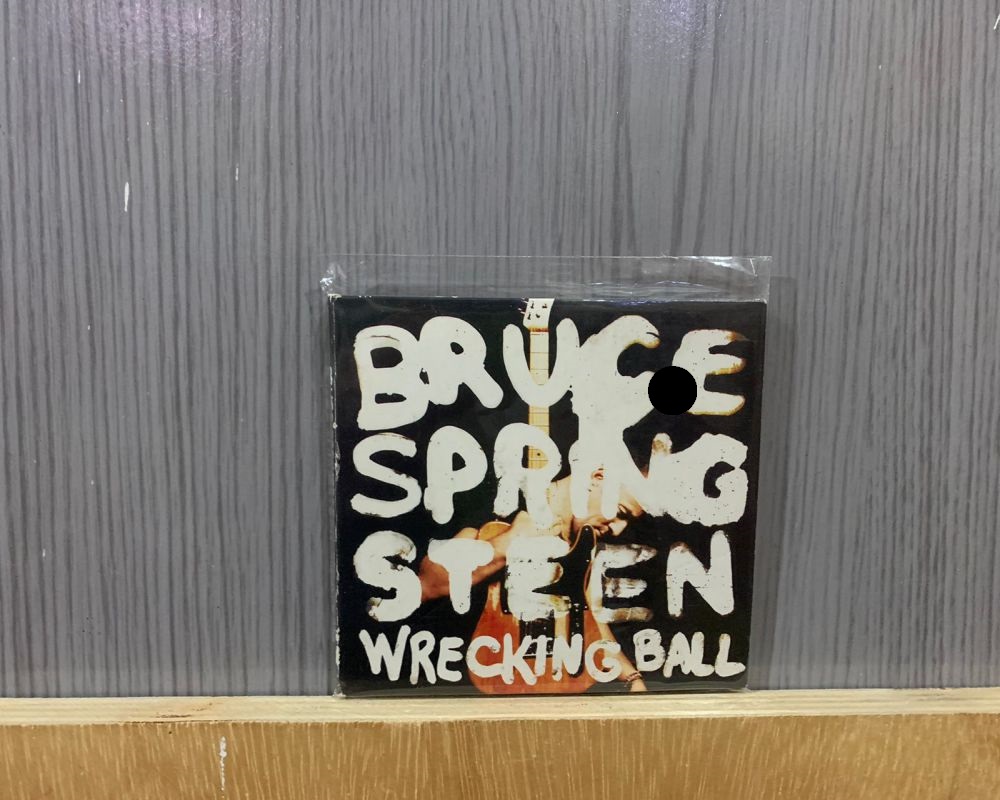 BRUCE
SPRING
STEEN
WRECKING BALL